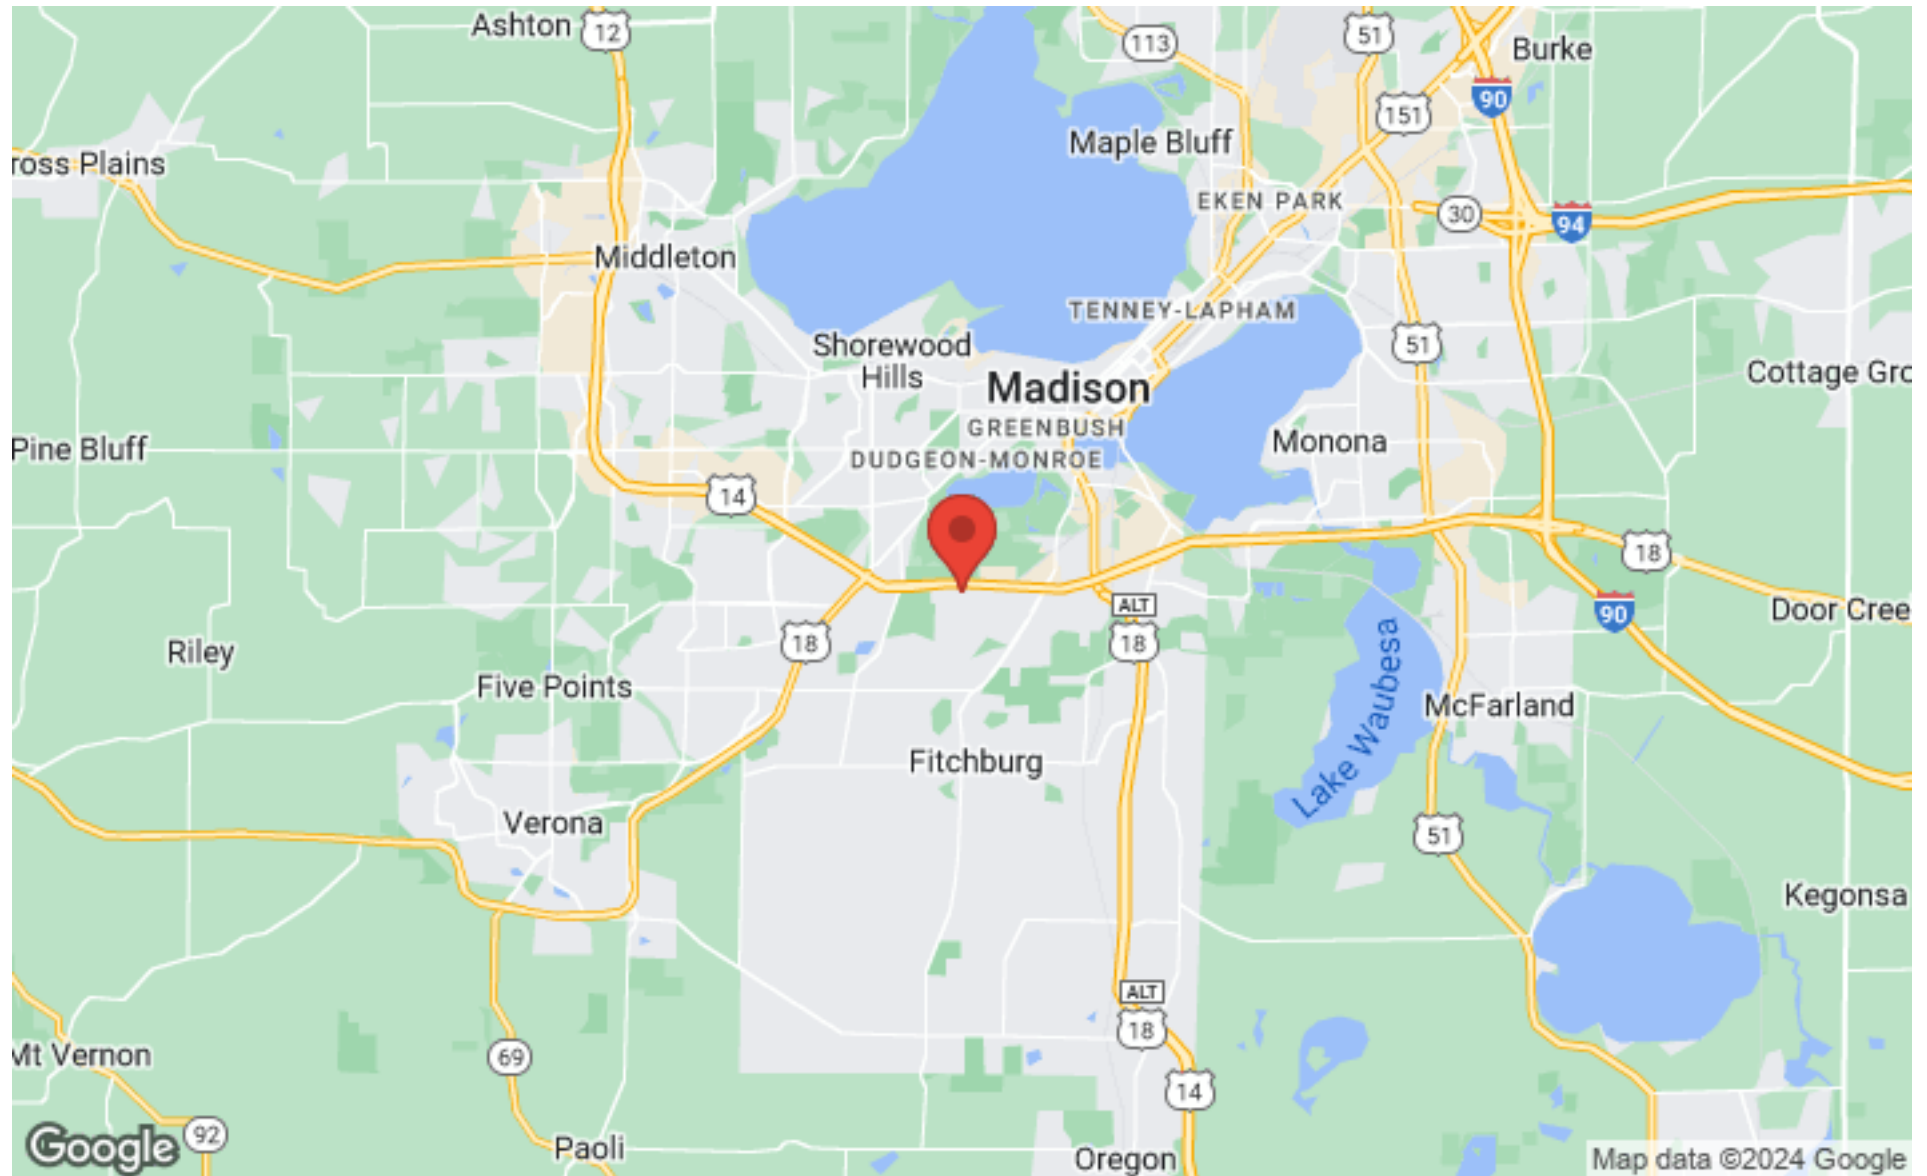 Ashton
12
113
51
Burke
90
151
Maple Bluff
ross Plains
EKEN PARK
30
94
Middleton
TENNEY-LAPHAM
Shorewood
Hills
51
Madison
Cottage Gro
GREENBUSH
Monona
Pine Bluff
DUDGEON-MONROE
14
18
ALT
90
Door Cree
18
18
Riley
Lake Waubesa
Five Points
McFarland
Fitchburg
Verona
51
Kegonsa
ALT
18
Mt Vernon
69
14
92
Google
Paoli
Oregon
Map data ©2024 Google